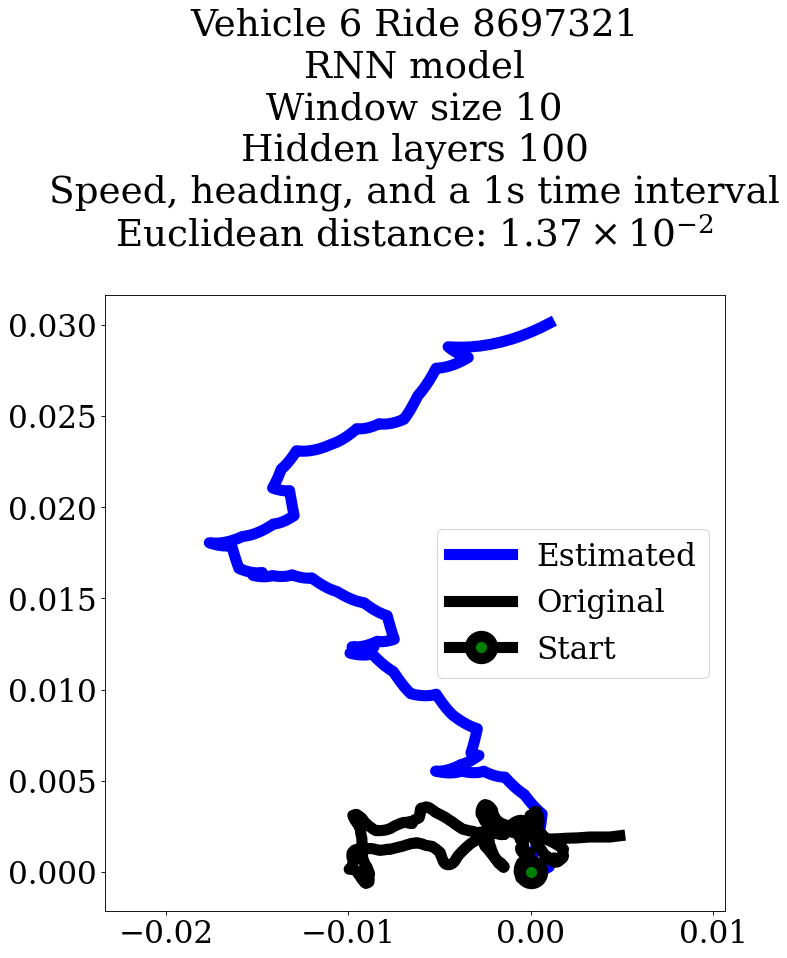 Vehicle 6 Ride 8697321
RNN model
Window size 10
Hidden layers 100
Speed, heading, and a 1s time interval
Euclidean distance: 1.37 × 10⁻²
0.030
0.025
0.020
0.015
0.010
0.005
0.000
Estimated
Original
Start
−0.02
−0.01
0.00
0.01